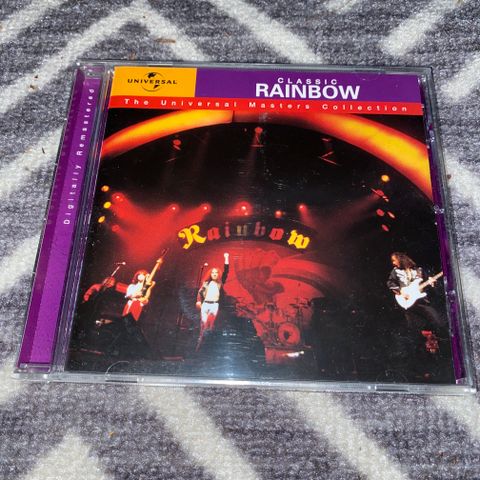 UNIVERSAL
CLASSIC
RAINBOW
The Universal Masters Collection
Digitally Remastered
Rainbow